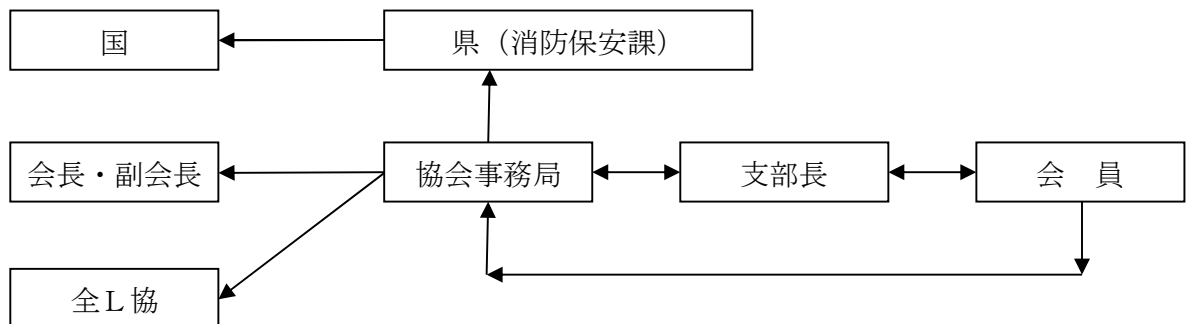 国
県（消防保安課）
会長・副会長
協会事務局
支部長
会　員
全Ｌ協